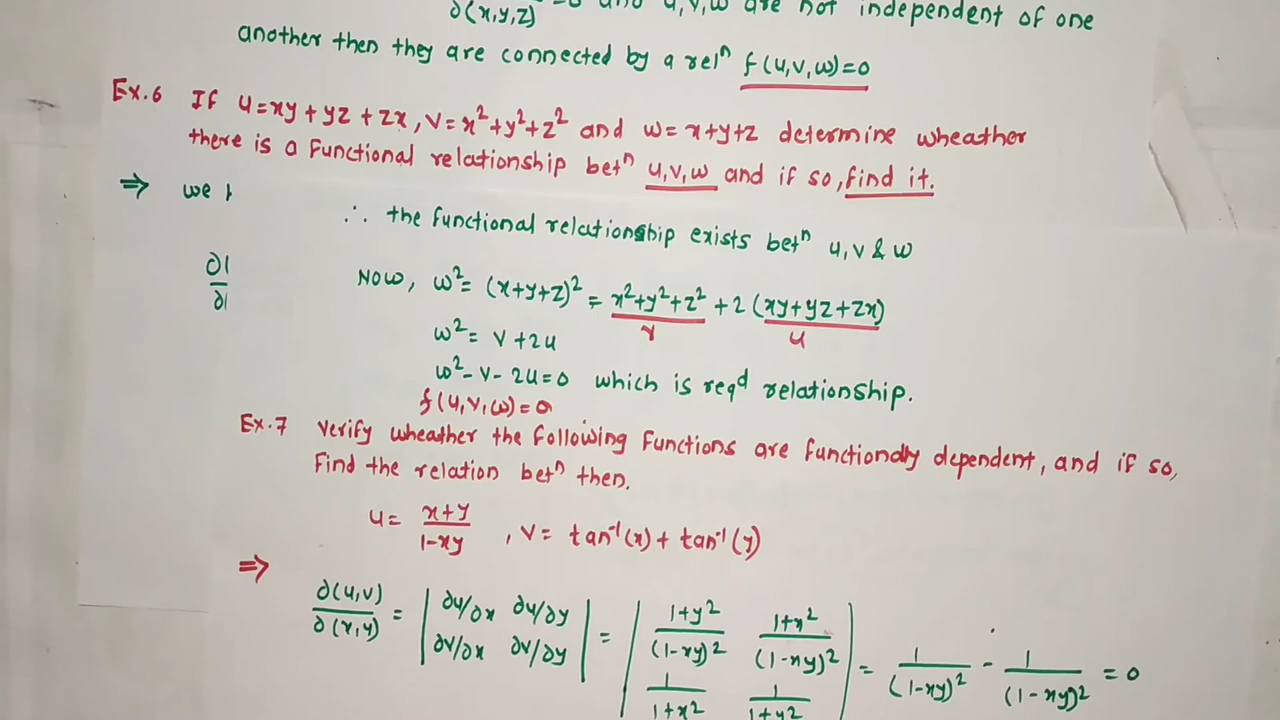 ∂(x,y,z) =0 and u,v,w are not independent of one
another then they are connected by a relⁿ f(u,v,w)=0
Ex.6 If u=xy+yz+zx, v=x²+y²+z² and w=x+y+z determine wheather
there is a functional relationship betⁿ u,v,w and if so, find it.
⇒ we
∴ the functional relationship exists betⁿ u,v & w
Now, w² = (x+y+z)² = x²+y²+z² + 2(xy+yz+zx)
v u
w² = v+2u
w²-v-2u=0 which is reqᵈ relationship.
f(u,v,w)=0
Ex.7 Verify wheather the following functions are functionally dependent, and if so,
Find the relation betⁿ then.
u = x+y/1-xy , v = tan⁻¹(x) + tan⁻¹(y)
⇒
∂(u,v)/∂(x,y) = | ∂u/∂x ∂u/∂y | = | 1+y²/(1-xy)² 1+x²/(1-xy)² | = 1/(1-xy)² - 1/(1-xy)² = 0
∂v/∂x ∂v/∂y 1/1+x² 1/1+y²